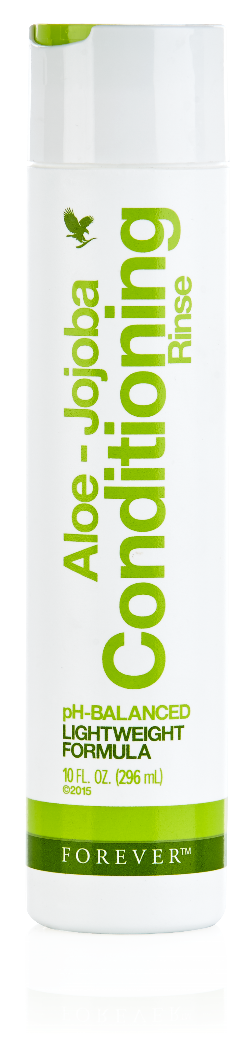 Aloe - Jojoba
Conditioning
Rinse
pH-BALANCED
LIGHTWEIGHT
FORMULA
10 FL. OZ. (296 mL)
©2015
FOREVER™